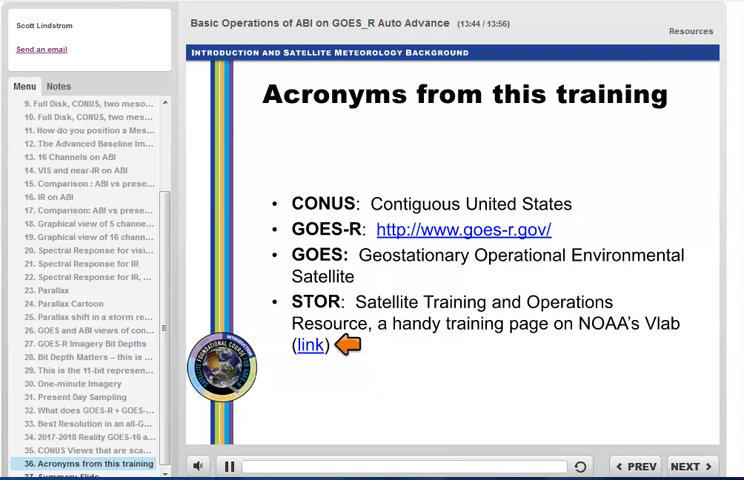 Scott Lindstrom
Send an email
Basic Operations of ABI on GOES_R Auto Advance (13:44 / 13:56)
Resources
Menu
Notes
9. Full Disk, CONUS, two meso...
10. Full Disk, CONUS, two mes...
11. How do you position a Mes...
12. The Advanced Baseline Im...
13. 16 Channels on ABI
14. VIS and near-IR on ABI
15. Comparison : ABI vs prese...
16. IR on ABI
17. Comparison: ABI vs prese...
18. Graphical view of 5 channe...
19. Graphical view of 16 chann...
20. Spectral Response for visi...
21. Spectral Response for IR
22. Spectral Response for IR, ...
23. Parallax
24. Parallax Cartoon
25. Parallax shift in a storm re...
26. GOES and ABI views of con...
27. GOES-R Imagery Bit Depths
28. Bit Depth Matters – this is ...
29. This is the 11-bit represen...
30. One-minute Imagery
31. Present Day Sampling
32. What does GOES-R + GOES-...
33. Best Resolution in an all-G...
34. 2017-2018 Reality GOES-16 a...
35. CONUS Views that are sca...
36. Acronyms from this training
37. Summary Slide
INTRODUCTION AND SATELLITE METEOROLOGY BACKGROUND
Acronyms from this training
• CONUS: Contiguous United States
• GOES-R: http://www.goes-r.gov/
• GOES: Geostationary Operational Environmental
Satellite
• STOR: Satellite Training and Operations
Resource, a handy training page on NOAA's Vlab
(link)
INTRODUCTION
SATELLITE FOUNDATIONAL COURSE FOR GOES-R
< PREV
NEXT >